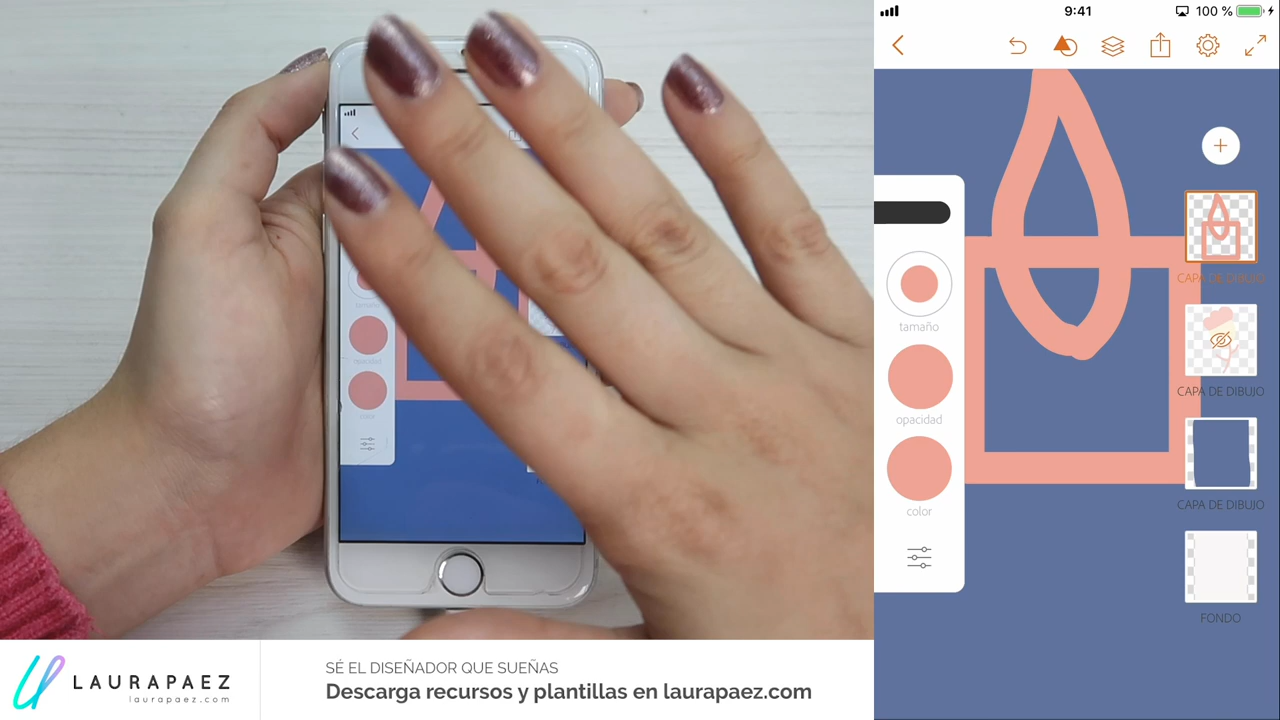 9:41
100 %
tamaño
opacidad
color
CAPA DE DIBUJO
CAPA DE DIBUJO
CAPA DE DIBUJO
FONDO
LAURAPAEZ
laurapaez.com
SÉ EL DISEÑADOR QUE SUEÑAS
Descarga recursos y plantillas en laurapaez.com